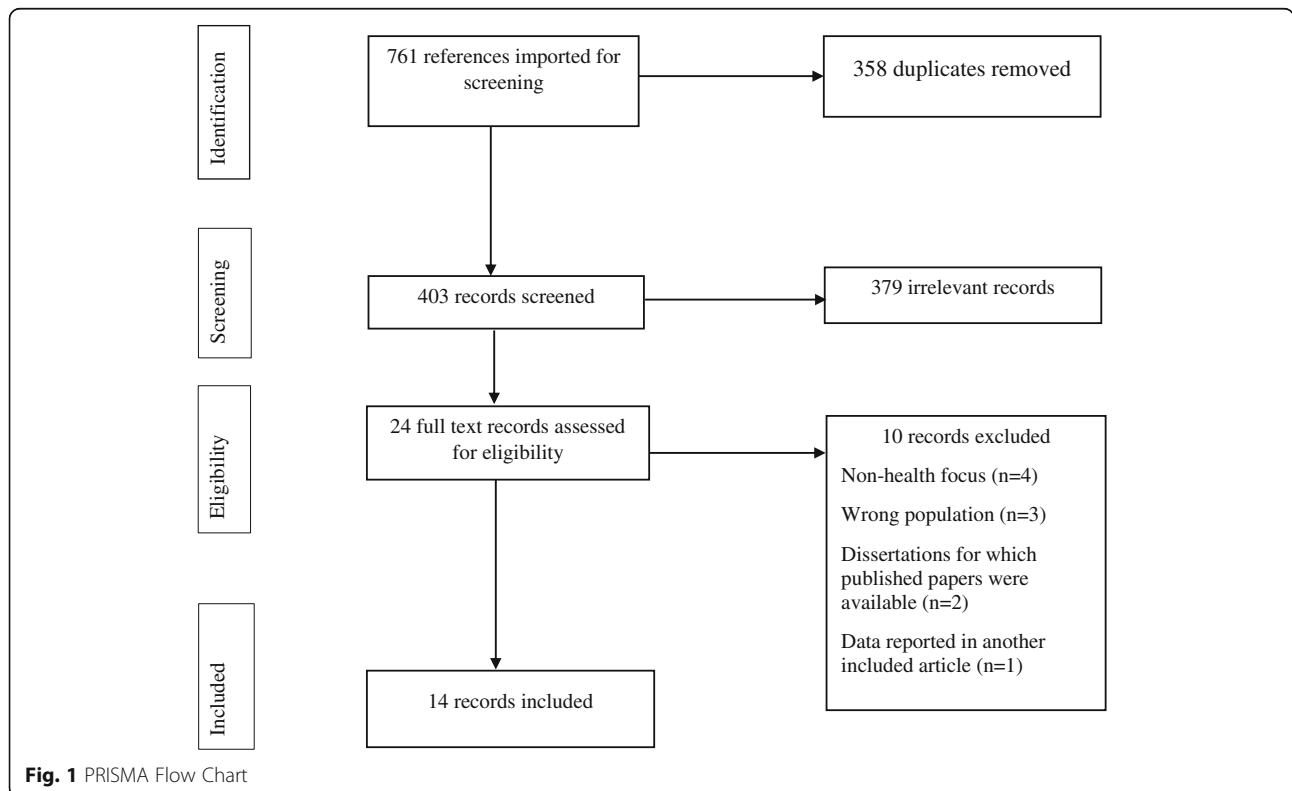 Identification
761 references imported for
screening
358 duplicates removed
Screening
403 records screened
379 irrelevant records
Eligibility
24 full text records assessed
for eligibility
10 records excluded
Non-health focus (n=4)
Wrong population (n=3)
Dissertations for which
published papers were
available (n=2)
Data reported in another
included article (n=1)
Included
14 records included
Fig. 1 PRISMA Flow Chart